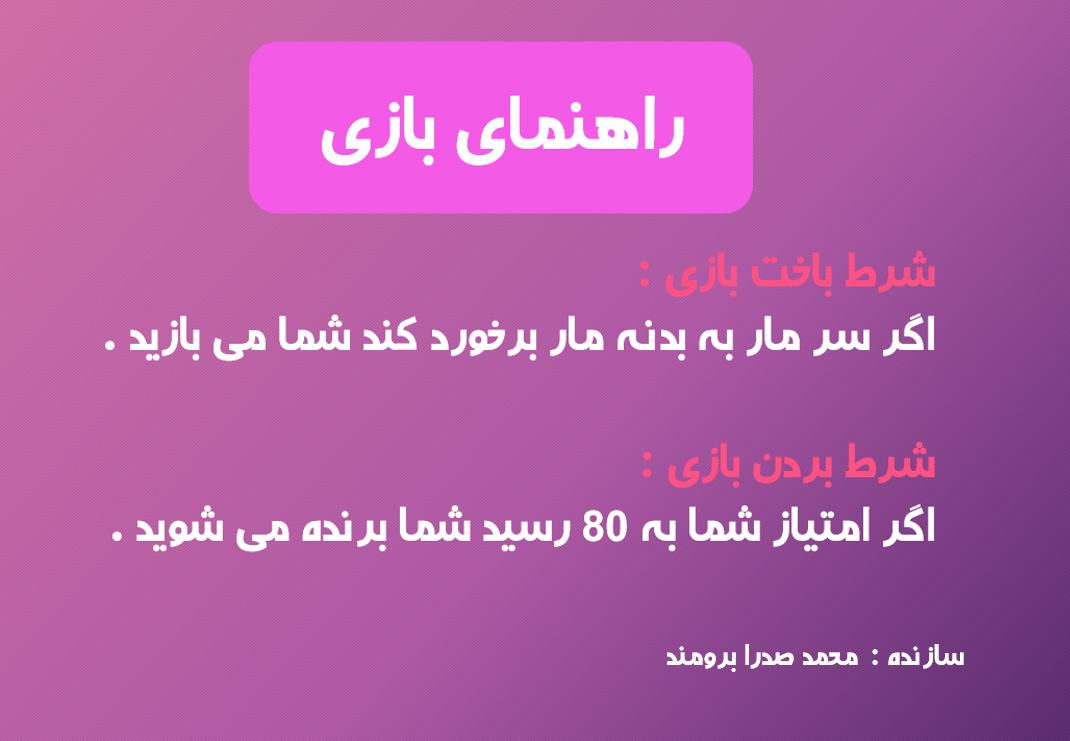 راهنمای بازی
شرط باخت بازی :
اگر سر مار به بدنه مار برخورد کند شما می بازید .
شرط بردن بازی :
اگر امتیاز شما به 80 رسید شما برنده می شوید .
سازنده : محمد صدرا برومند